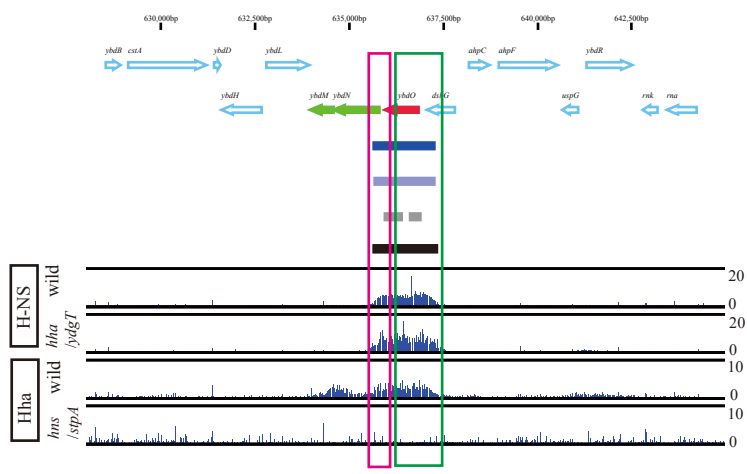 630,000bp 632,500bp 635,000bp 637,500bp 640,000bp 642,500bp
ybdB cstA ybdD ybdL ahpC ahpF ybdR
ybdH ybdM ybdN ybdO dsbG uspG rnk rna
H-NS
wild
20
0
hha
/ydgT
20
0
Hha
wild
10
0
hns
/stpA
10
0